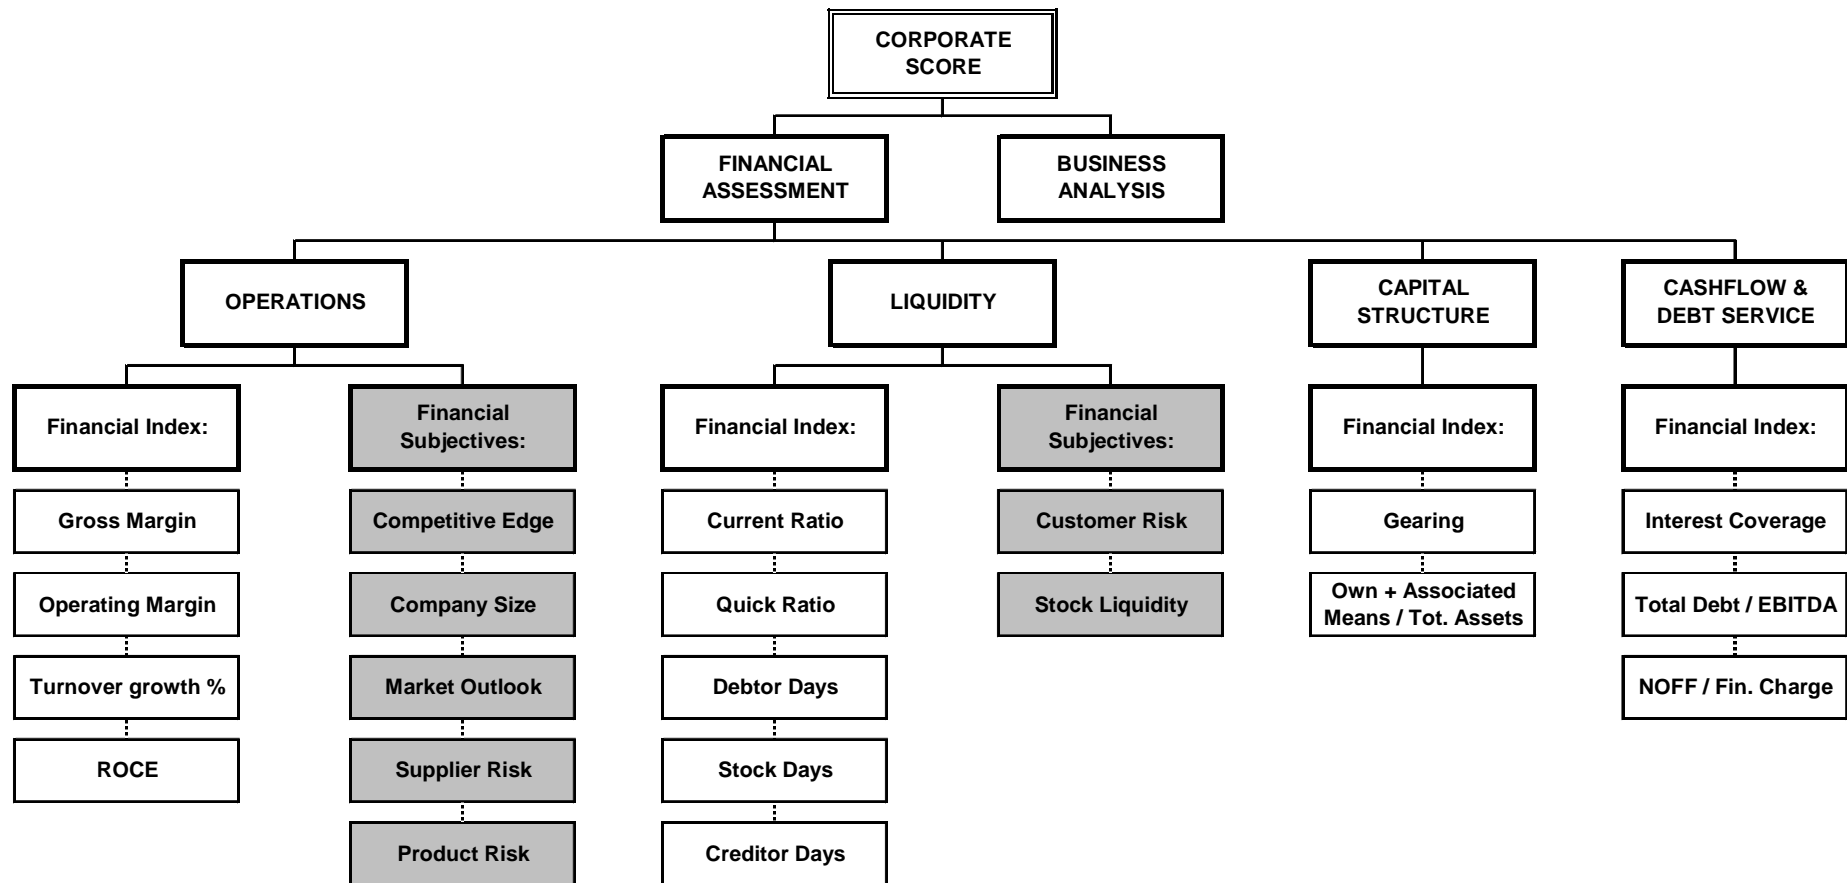 CORPORATE
SCORE
FINANCIAL
ASSESSMENT
BUSINESS
ANALYSIS
OPERATIONS
LIQUIDITY
CAPITAL
STRUCTURE
CASHFLOW &
DEBT SERVICE
Financial Index:
Financial
Subjectives:
Financial Index:
Financial
Subjectives:
Financial Index:
Financial Index:
Gross Margin
Competitive Edge
Current Ratio
Customer Risk
Gearing
Interest Coverage
Operating Margin
Company Size
Quick Ratio
Stock Liquidity
Own + Associated
Means / Tot. Assets
Total Debt / EBITDA
Turnover growth %
Market Outlook
Debtor Days
NOFF / Fin. Charge
ROCE
Supplier Risk
Stock Days
Product Risk
Creditor Days